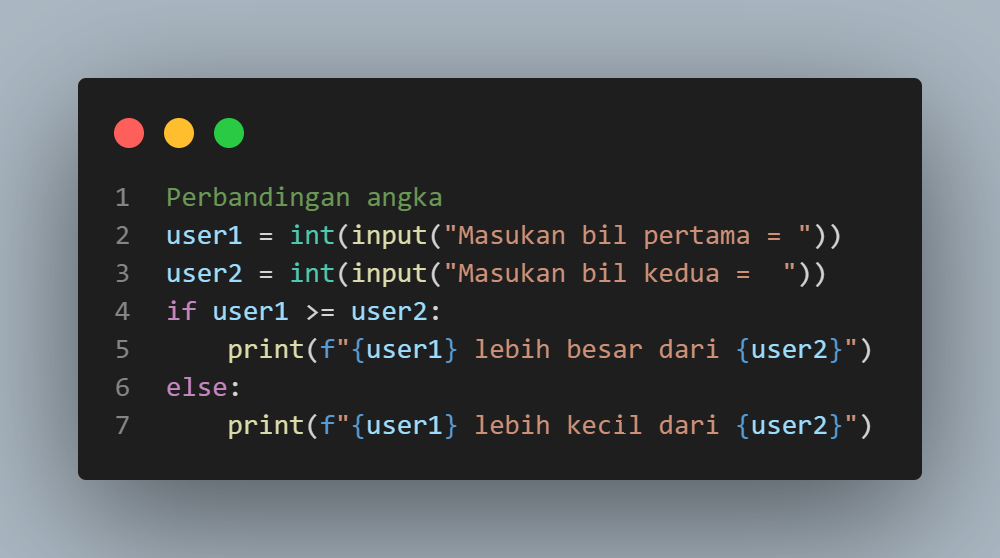 1 Perbandingan angka
2 user1 = int(input("Masukan bil pertama = "))
3 user2 = int(input("Masukan bil kedua =  "))
4 if user1 >= user2:
5     print(f"{user1} lebih besar dari {user2}")
6 else:
7     print(f"{user1} lebih kecil dari {user2}")